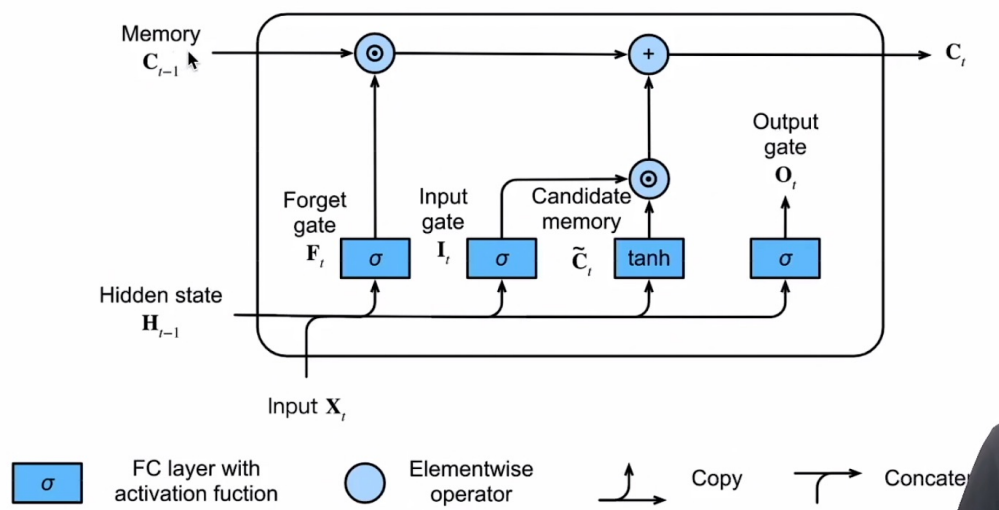 Memory
C_{t-1}
⊙
+
C_t
Output
gate
O_t
⊙
Forget
gate
F_t
Input
gate
I_t
Candidate
memory
C̃_t
σ
σ
tanh
σ
Hidden state
H_{t-1}
Input X_t
σ
FC layer with
activation fuction
Elementwise
operator
Copy
Concate